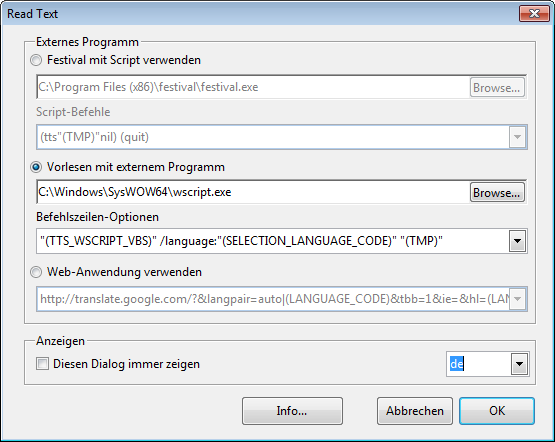 Read Text
Externes Programm
Festival mit Script verwenden
C:\Program Files (x86)\festival\festival.exe
Browse...
Script-Befehle
(tts"(TMP)"nil) (quit)
Vorlesen mit externem Programm
C:\Windows\SysWOW64\wscript.exe
Browse...
Befehlszeilen-Optionen
"(TTS_WSCRIPT_VBS)" /language:"(SELECTION_LANGUAGE_CODE)" "(TMP)"
Web-Anwendung verwenden
http://translate.google.com/?&langpair=auto|(LANGUAGE_CODE)&tbb=1&ie=&hl=(LAN
Anzeigen
Diesen Dialog immer zeigen
de
Info...
Abbrechen
OK